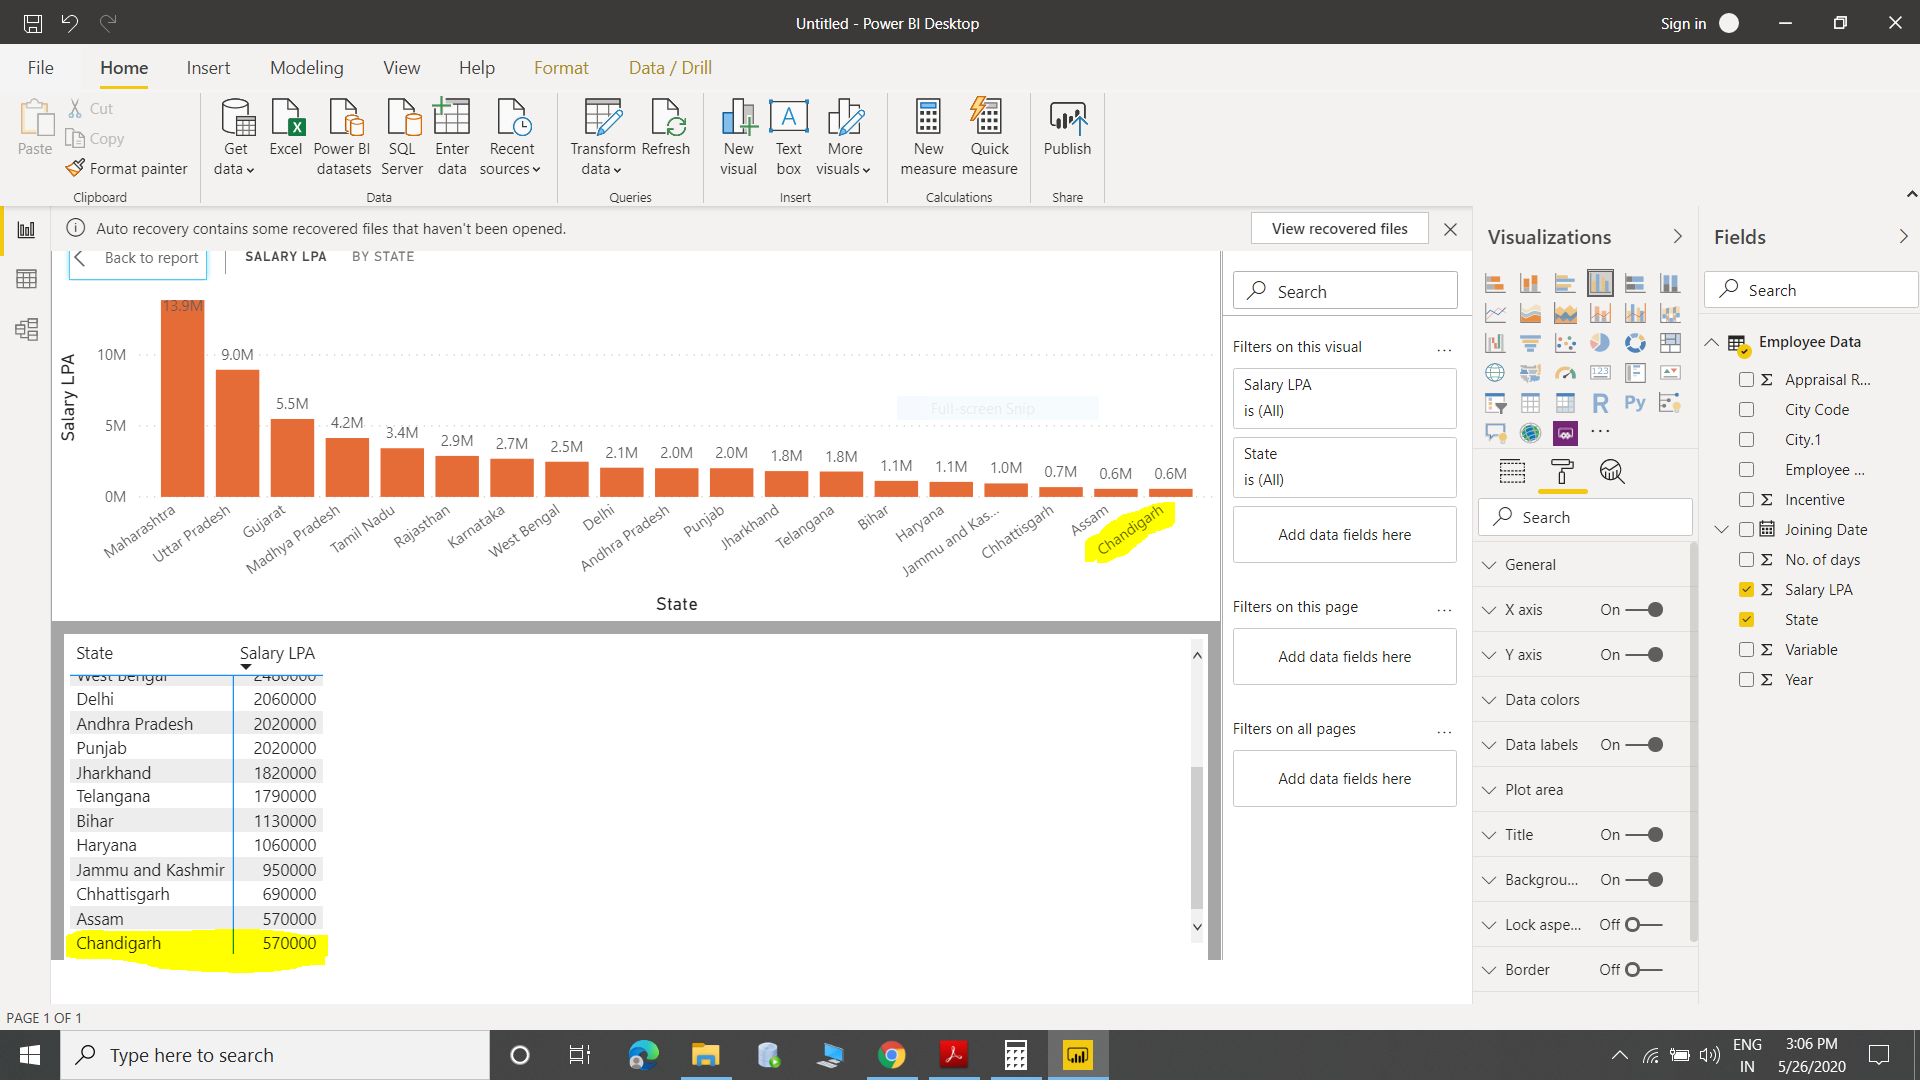 Untitled - Power BI Desktop
Sign in
File Home Insert Modeling View Help Format Data / Drill
Paste
Cut
Copy
Format painter
Clipboard
Get data
Excel
Power BI datasets
SQL Server
Enter data
Recent sources
Data
Transform data
Refresh
Queries
New visual
Text box
More visuals
Insert
New measure
Quick measure
Calculations
Publish
Share
Auto recovery contains some recovered files that haven't been opened.
View recovered files
Back to report
SALARY LPA BY STATE
Salary LPA
10M
5M
0M
13.9M
9.0M
5.5M
4.2M
3.4M
2.9M
2.7M
2.5M
2.1M
2.0M
2.0M
1.8M
1.8M
1.1M
1.1M
1.0M
0.7M
0.6M
0.6M
Full-screen Snip
Maharashtra
Uttar Pradesh
Gujarat
Madhya Pradesh
Tamil Nadu
Rajasthan
Karnataka
West Bengal
Delhi
Andhra Pradesh
Punjab
Jharkhand
Telangana
Bihar
Haryana
Jammu and Kas...
Chhattisgarh
Assam
Chandigarh
State
State Salary LPA
West Bengal 2460000
Delhi 2060000
Andhra Pradesh 2020000
Punjab 2020000
Jharkhand 1820000
Telangana 1790000
Bihar 1130000
Haryana 1060000
Jammu and Kashmir 950000
Chhattisgarh 690000
Assam 570000
Chandigarh 570000
Search
Filters on this visual ...
Salary LPA
is (All)
State
is (All)
Add data fields here
Filters on this page ...
Add data fields here
Filters on all pages ...
Add data fields here
Visualizations
123
R
Py
...
Search
General
X axis On
Y axis On
Data colors
Data labels On
Plot area
Title On
Backgrou... On
Lock aspe... Off
Border Off
Fields
Search
Employee Data
Appraisal R...
City Code
City.1
Employee ...
Incentive
Joining Date
No. of days
Salary LPA
State
Variable
Year
PAGE 1 OF 1
Type here to search
ENG
IN
3:06 PM
5/26/2020